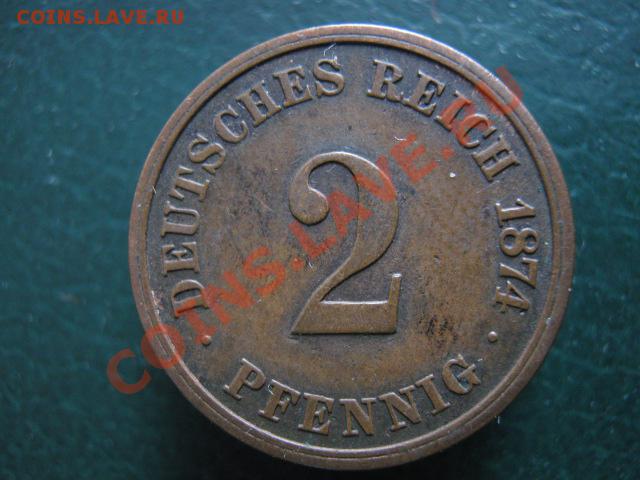 COINS.LAVE.RU
DEUTSCHES REICH 1874
2
PFENNIG
COINS.LAVE.RU